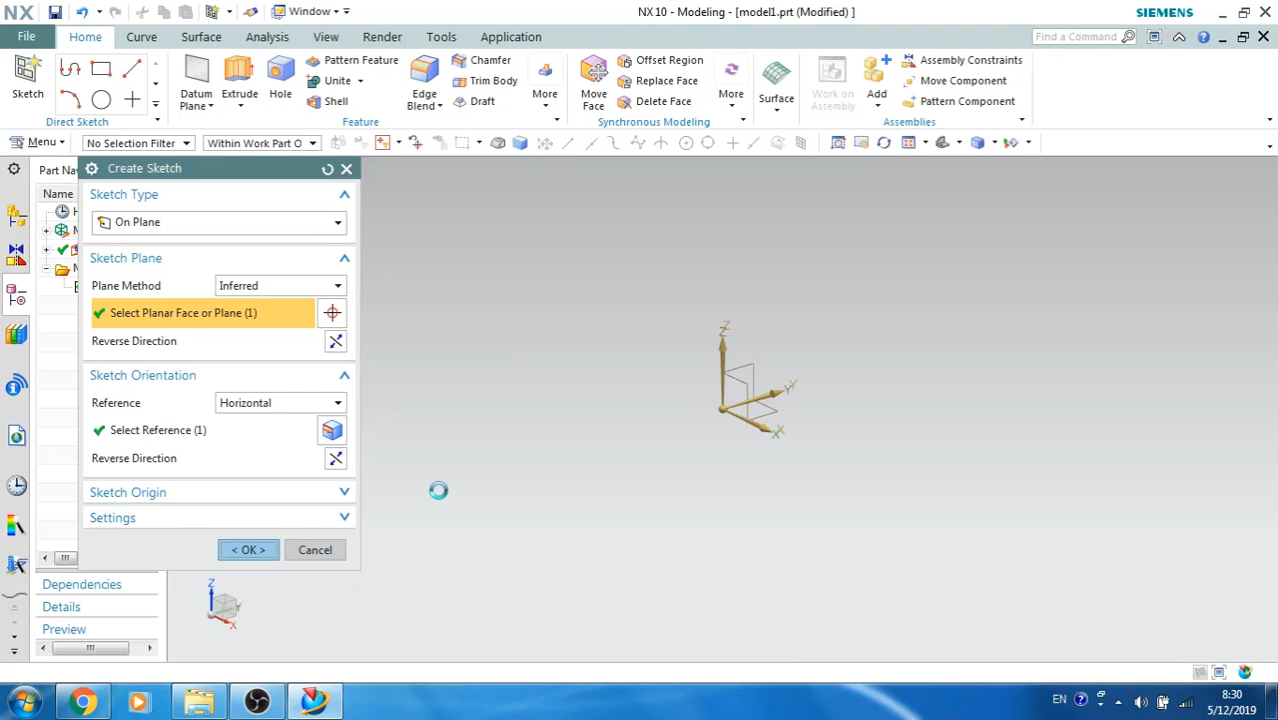 NX
Window
NX 10 - Modeling - [model1.prt (Modified) ]
SIEMENS
File
Home
Curve
Surface
Analysis
View
Render
Tools
Application
Find a Command
Sketch
Direct Sketch
Datum Plane
Extrude
Hole
Pattern Feature
Unite
Shell
Edge Blend
Chamfer
Trim Body
Draft
More
Feature
Move Face
Offset Region
Replace Face
Delete Face
More
Synchronous Modeling
Surface
Work on Assembly
Add
Assembly Constraints
Move Component
Pattern Component
Assemblies
Menu
No Selection Filter
Within Work Part O
Part Na
Name
Create Sketch
Sketch Type
On Plane
Sketch Plane
Plane Method
Inferred
Select Planar Face or Plane (1)
Reverse Direction
Sketch Orientation
Reference
Horizontal
Select Reference (1)
Reverse Direction
Sketch Origin
Settings
< OK >
Cancel
Dependencies
Details
Preview
Z
Z
Y
Y
X
X
Z
Y
X
EN
8:30
5/12/2019